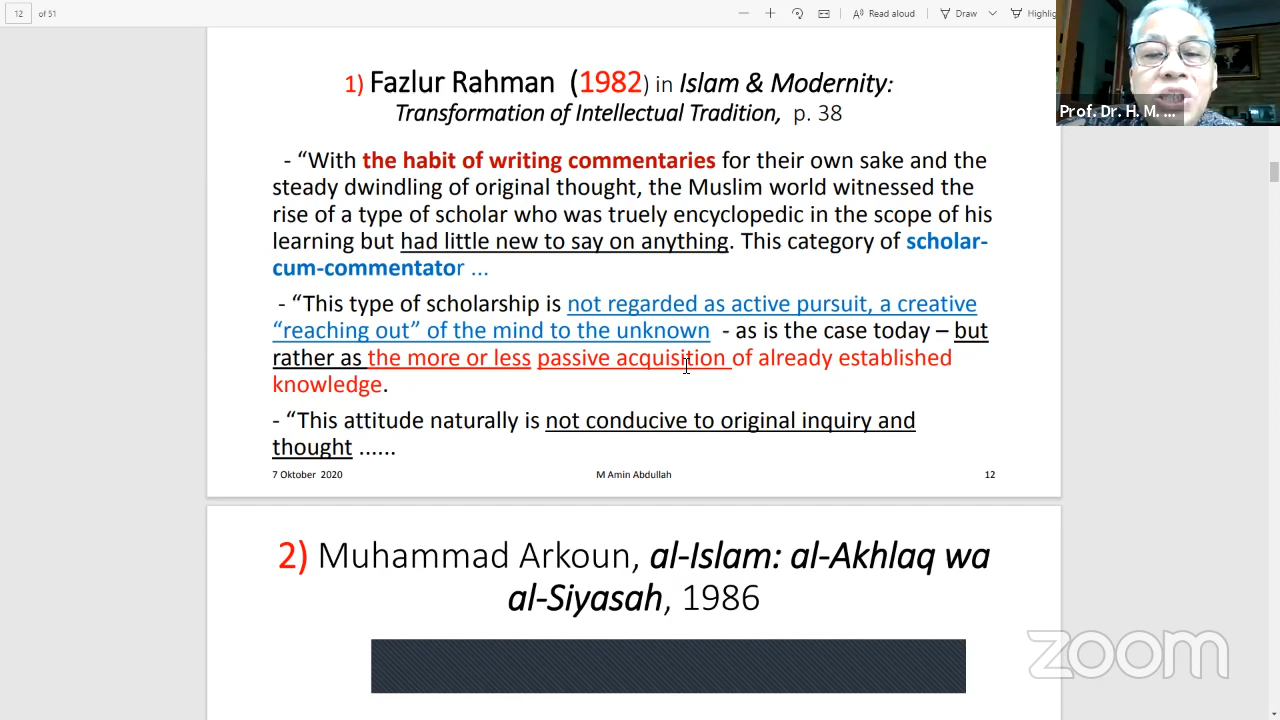 12 of 51
Read aloud
Draw
Highlig
Prof. Dr. H. M. ...
1) Fazlur Rahman (1982) in Islam & Modernity:
Transformation of Intellectual Tradition, p. 38
- “With the habit of writing commentaries for their own sake and the
steady dwindling of original thought, the Muslim world witnessed the
rise of a type of scholar who was truely encyclopedic in the scope of his
learning but had little new to say on anything. This category of scholar-
cum-commentator ...
- “This type of scholarship is not regarded as active pursuit, a creative
“reaching out” of the mind to the unknown - as is the case today – but
rather as the more or less passive acquisition of already established
knowledge.
- “This attitude naturally is not conducive to original inquiry and
thought ......
7 Oktober 2020
M Amin Abdullah
12
2) Muhammad Arkoun, al-Islam: al-Akhlaq wa
al-Siyasah, 1986
zoom